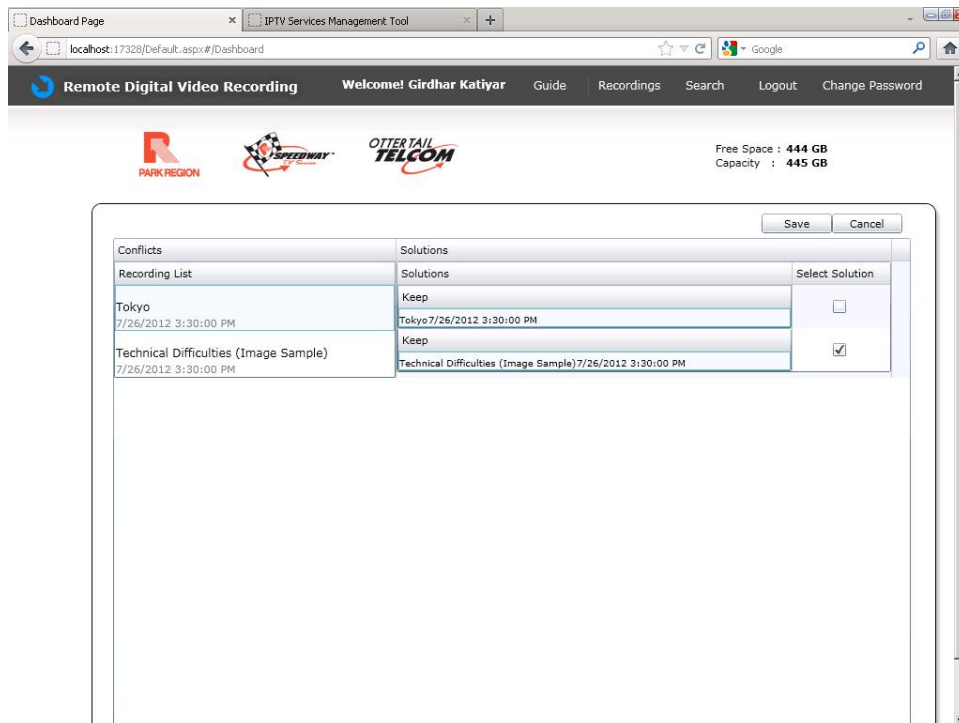 Dashboard Page
IPTV Services Management Tool
localhost:17328/Default.aspx#/Dashboard
Google
Remote Digital Video Recording
Welcome! Girdhar Katiyar
Guide
Recordings
Search
Logout
Change Password
PARK REGION
SPEEDWAY
TV Service
OTTER TAIL
TELCOM
Free Space : 444 GB
Capacity : 445 GB
Save
Cancel
Conflicts
Solutions
Recording List
Solutions
Select Solution
Tokyo
7/26/2012 3:30:00 PM
Keep
Tokyo7/26/2012 3:30:00 PM
Technical Difficulties (Image Sample)
7/26/2012 3:30:00 PM
Keep
Technical Difficulties (Image Sample)7/26/2012 3:30:00 PM